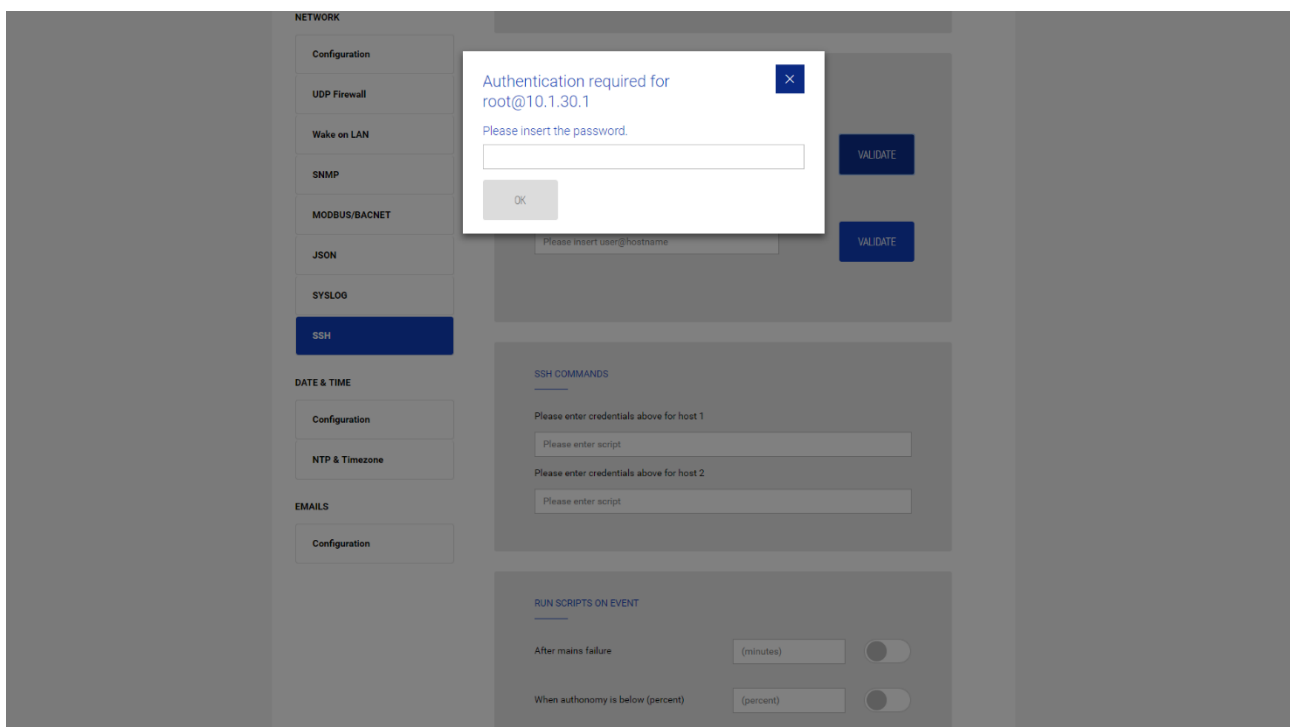 NETWORK
Configuration
UDP Firewall
Wake on LAN
SNMP
MODBUS/BACNET
JSON
SYSLOG
SSH
DATE & TIME
Configuration
NTP & Timezone
EMAILS
Configuration
Authentication required for
root@10.1.30.1
Please insert the password.
OK
VALIDATE
Please insert user@hostname
VALIDATE
SSH COMMANDS
Please enter credentials above for host 1
Please enter script
Please enter credentials above for host 2
Please enter script
RUN SCRIPTS ON EVENT
After mains failure
(minutes)
When authonomy is below (percent)
(percent)